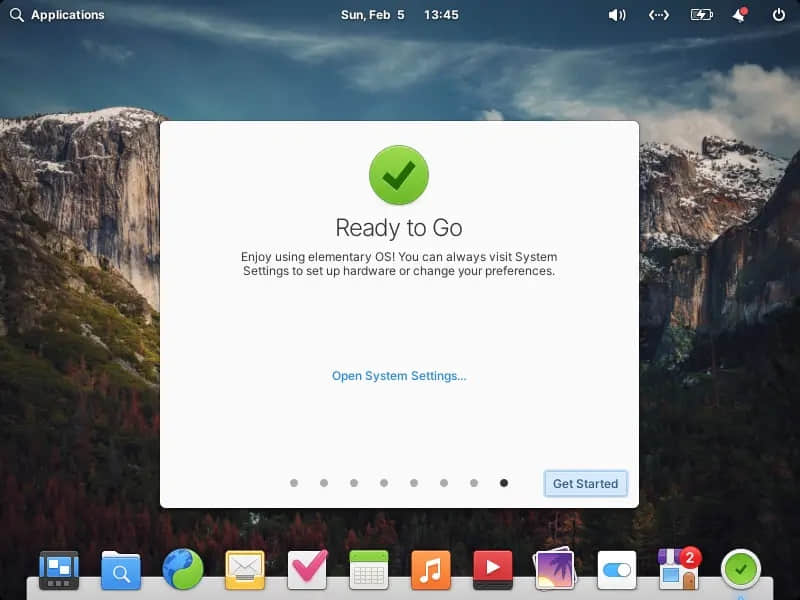 Applications
Sun, Feb 5 13:45
Ready to Go
Enjoy using elementary OS! You can always visit System
Settings to set up hardware or change your preferences.
Open System Settings...
Get Started
2